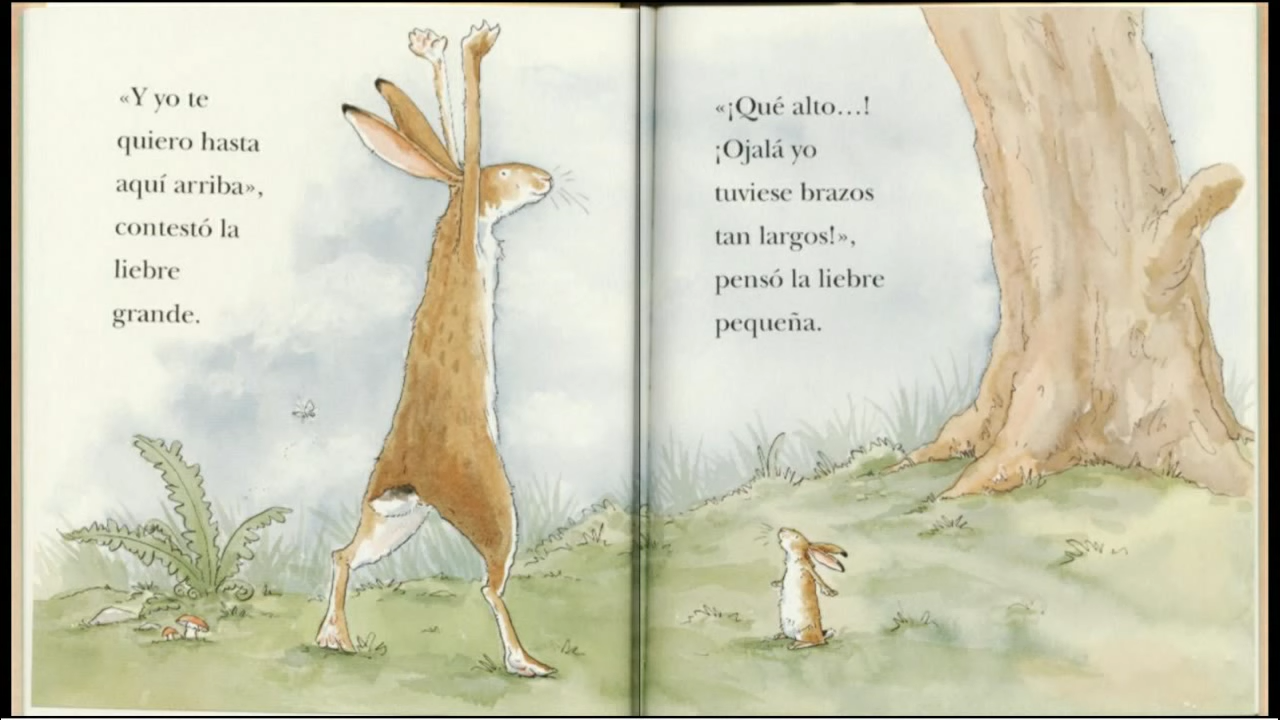 «Y yo te
quiero hasta
aquí arriba»,
contestó la
liebre
grande.
«¡Qué alto...!
¡Ojalá yo
tuviese brazos
tan largos!»,
pensó la liebre
pequeña.